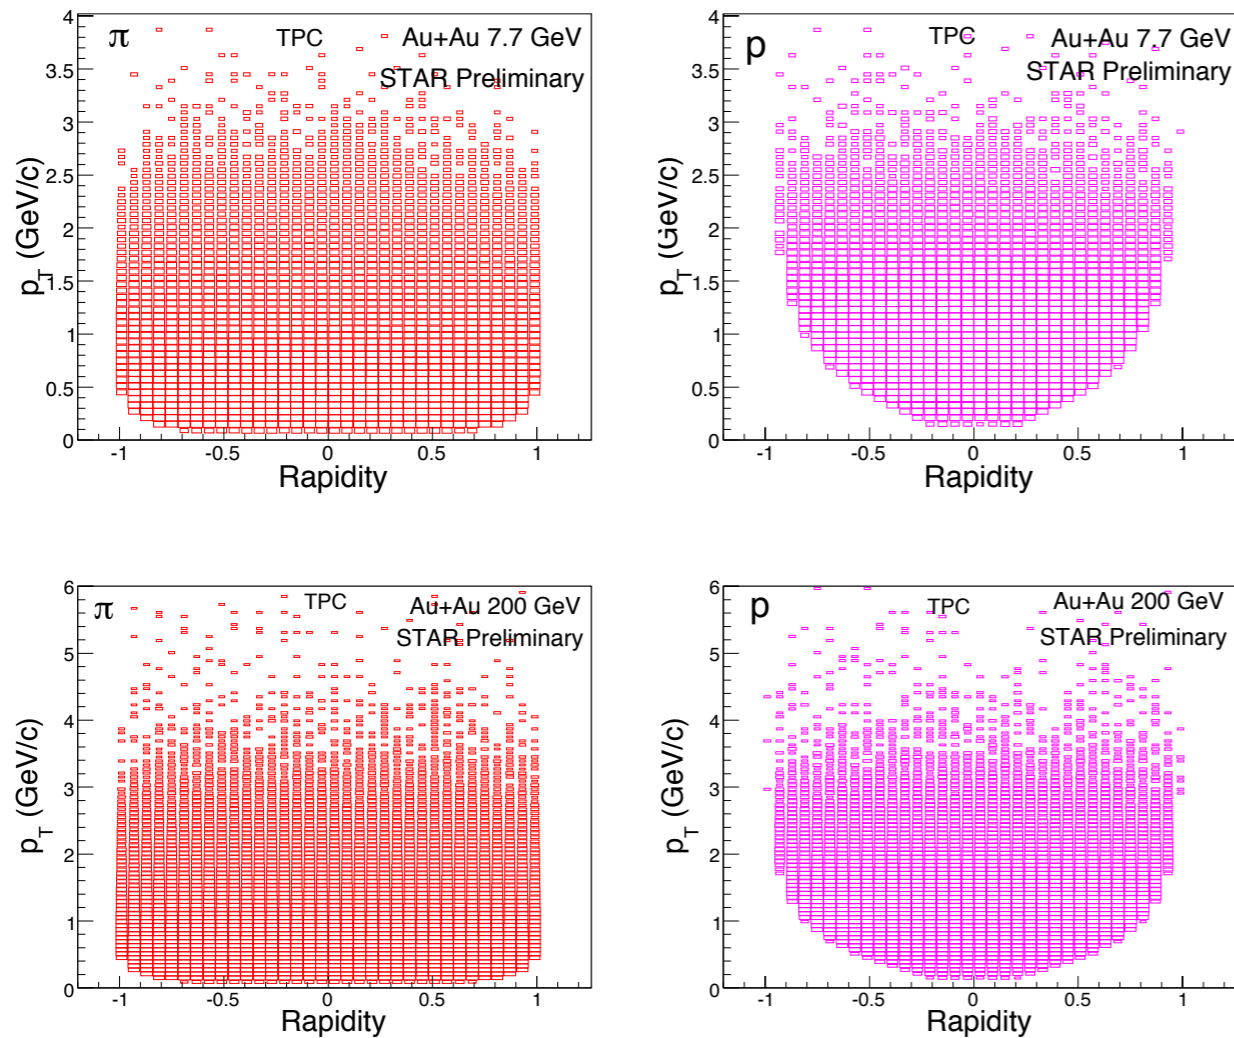 4
π
TPC
Au+Au 7.7 GeV
STAR Preliminary
3.5
3
2.5
2
1.5
1
0.5
0
p_T (GeV/c)
-1
-0.5
0
0.5
1
Rapidity
4
p
TPC
Au+Au 7.7 GeV
STAR Preliminary
3.5
3
2.5
2
1.5
1
0.5
0
p_T (GeV/c)
-1
-0.5
0
0.5
1
Rapidity
6
π
TPC
Au+Au 200 GeV
STAR Preliminary
5
4
3
2
1
0
p_T (GeV/c)
-1
-0.5
0
0.5
1
Rapidity
6
p
TPC
Au+Au 200 GeV
STAR Preliminary
5
4
3
2
1
0
p_T (GeV/c)
-1
-0.5
0
0.5
1
Rapidity